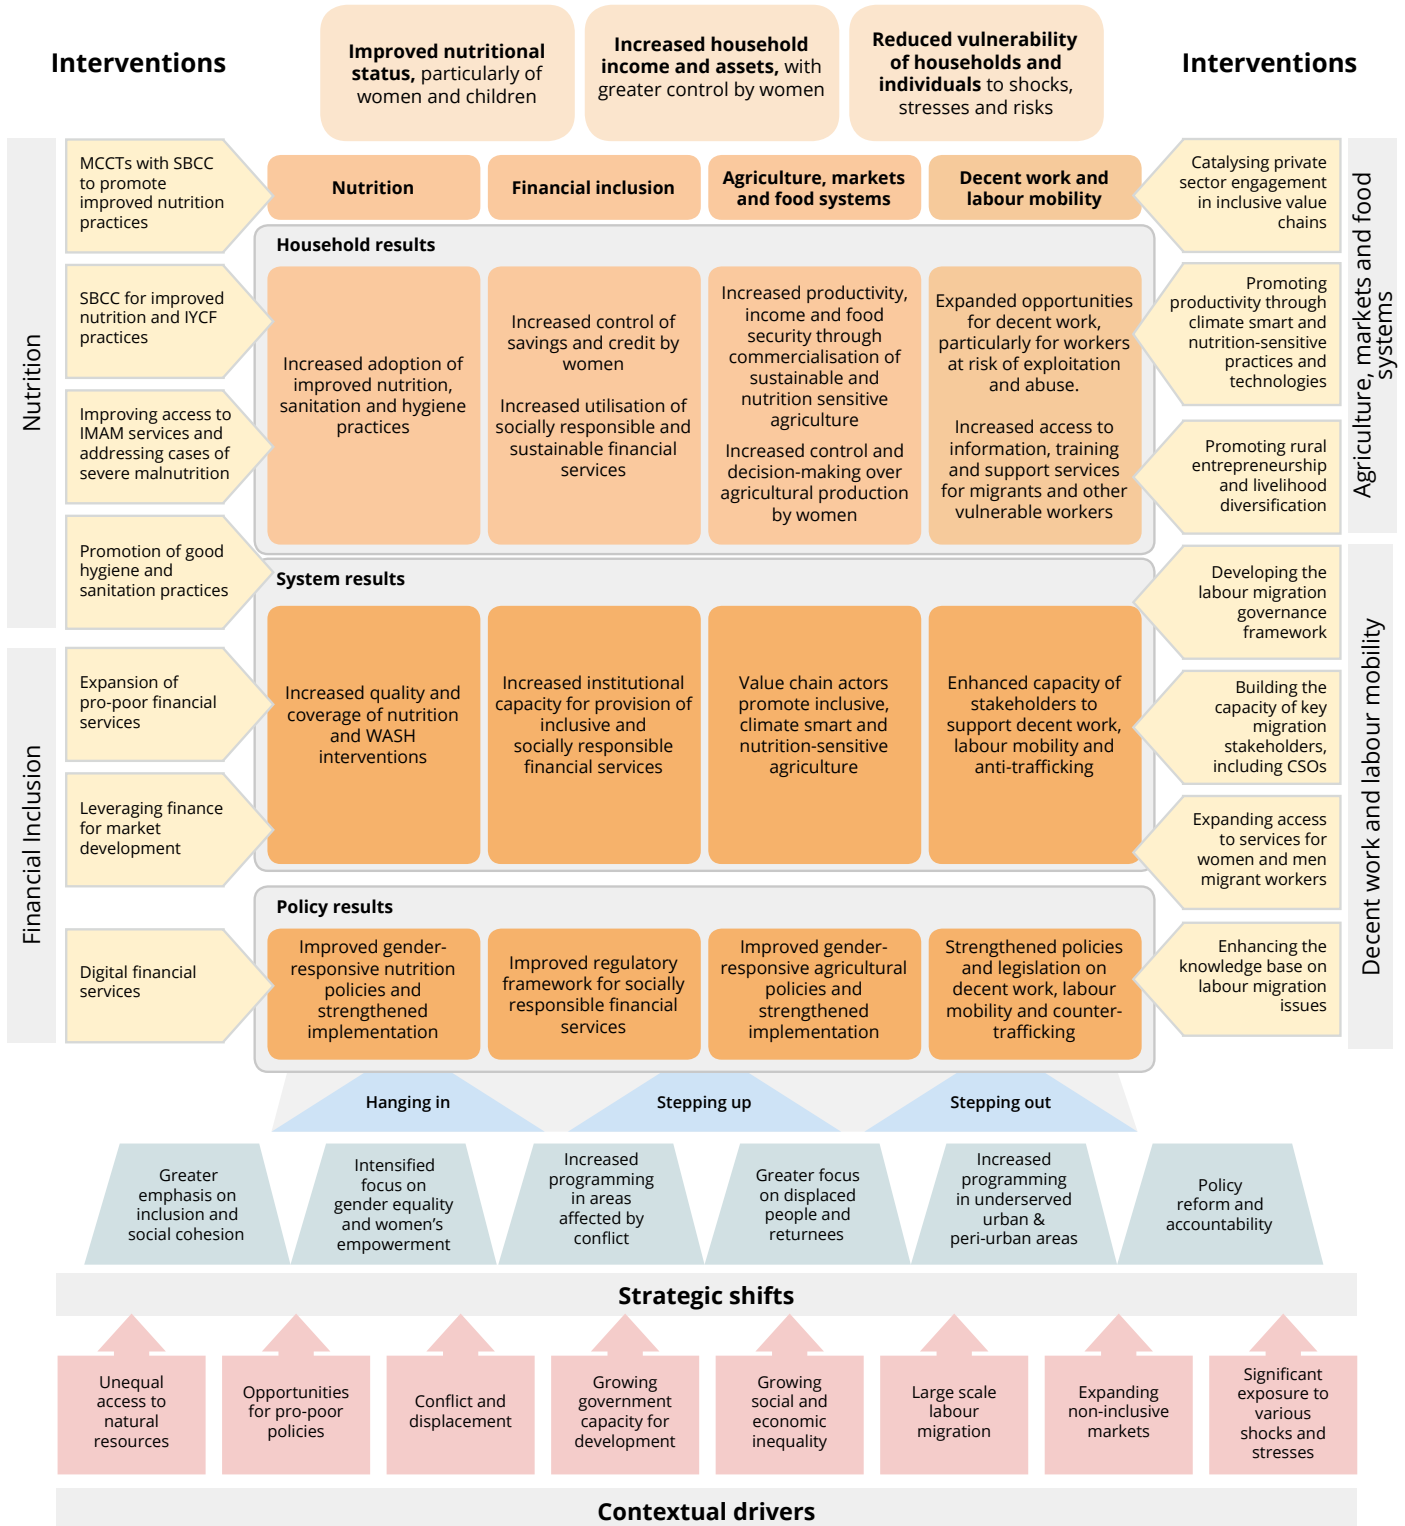 Interventions
Improved nutritional
status, particularly of
women and children
Increased household
income and assets, with
greater control by women
Reduced vulnerability
of households and
individuals to shocks,
stresses and risks
Interventions
Nutrition
MCCTs with SBCC
to promote
improved nutrition
practices
SBCC for improved
nutrition and IYCF
practices
Improving access to
IMAM services and
addressing cases of
severe malnutrition
Promotion of good
hygiene and
sanitation practices
Financial Inclusion
Expansion of
pro-poor financial
services
Leveraging finance
for market
development
Digital financial
services
Nutrition
Financial inclusion
Agriculture, markets
and food systems
Decent work and
labour mobility
Household results
Increased adoption of
improved nutrition,
sanitation and hygiene
practices
Increased control of
savings and credit by
women
Increased utilisation of
socially responsible and
sustainable financial
services
Increased productivity,
income and food
security through
commercialisation of
sustainable and
nutrition sensitive
agriculture
Increased control and
decision-making over
agricultural production
by women
Expanded opportunities
for decent work,
particularly for workers
at risk of exploitation
and abuse.
Increased access to
information, training
and support services
for migrants and other
vulnerable workers
System results
Increased quality and
coverage of nutrition
and WASH
interventions
Increased institutional
capacity for provision of
inclusive and
socially responsible
financial services
Value chain actors
promote inclusive,
climate smart and
nutrition-sensitive
agriculture
Enhanced capacity of
stakeholders to
support decent work,
labour mobility and
anti-trafficking
Policy results
Improved gender-
responsive nutrition
policies and
strengthened
implementation
Improved regulatory
framework for socially
responsible financial
services
Improved gender-
responsive agricultural
policies and
strengthened
implementation
Strengthened policies
and legislation on
decent work, labour
mobility and counter-
trafficking
Catalysing private
sector engagement
in inclusive value
chains
Promoting
productivity through
climate smart and
nutrition-sensitive
practices and
technologies
Promoting rural
entrepreneurship
and livelihood
diversification
Agriculture, markets and food
systems
Developing the
labour migration
governance
framework
Building the
capacity of key
migration
stakeholders,
including CSOs
Expanding access
to services for
women and men
migrant workers
Enhancing the
knowledge base on
labour migration
issues
Decent work and labour mobility
Hanging in
Stepping up
Stepping out
Greater
emphasis on
inclusion and
social cohesion
Intensified
focus on
gender equality
and women’s
empowerment
Increased
programming
in areas
affected by
conflict
Greater focus
on displaced
people and
returnees
Increased
programming
in underserved
urban &
peri-urban areas
Policy
reform and
accountability
Strategic shifts
Unequal
access to
natural
resources
Opportunities
for pro-poor
policies
Conflict and
displacement
Growing
government
capacity for
development
Growing
social and
economic
inequality
Large scale
labour
migration
Expanding
non-inclusive
markets
Significant
exposure to
various
shocks and
stresses
Contextual drivers